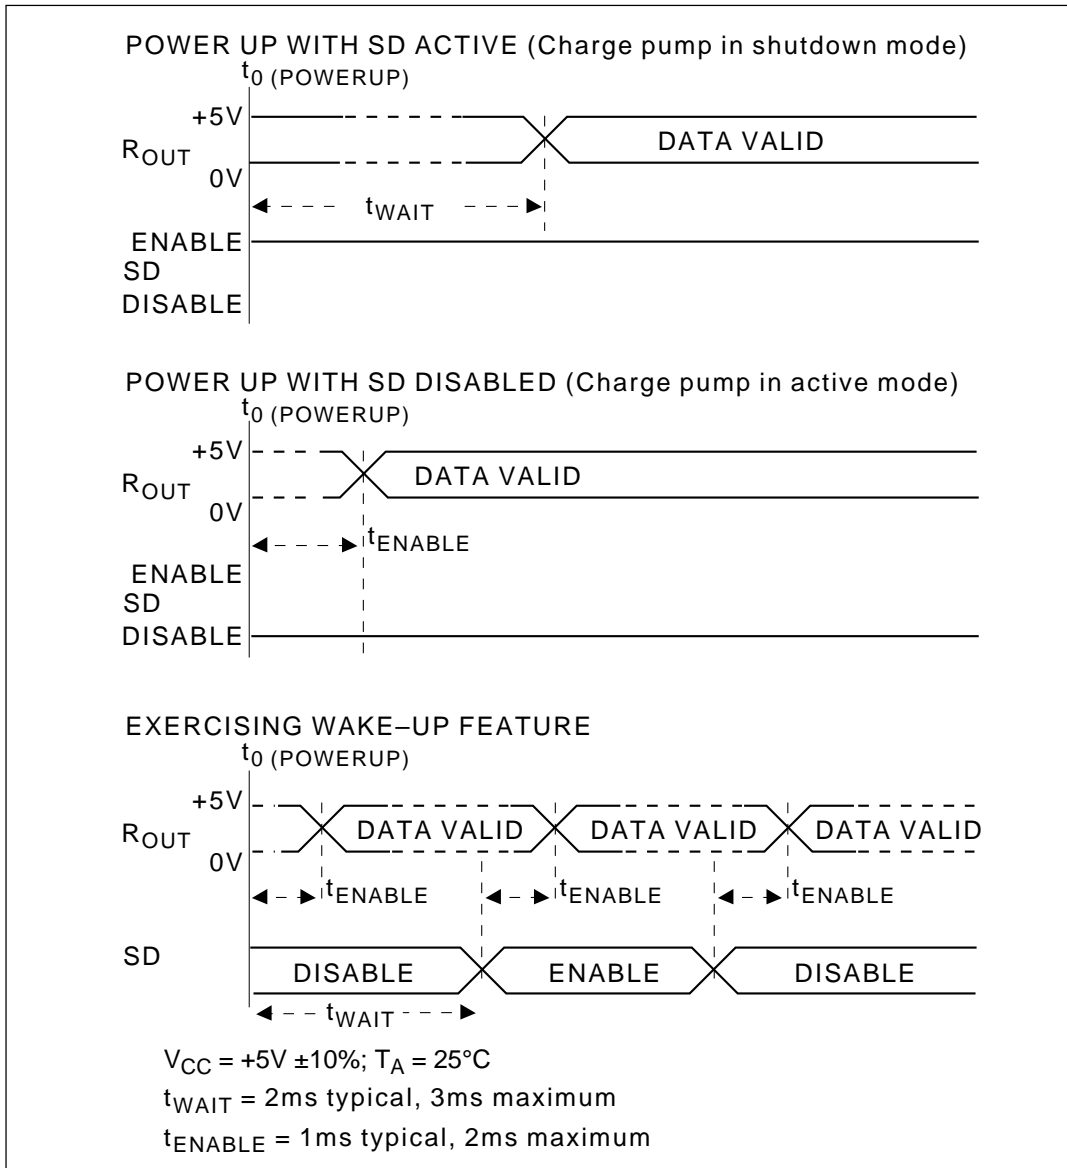 POWER UP WITH SD ACTIVE (Charge pump in shutdown mode)
t0 (POWERUP)
+5V
ROUT
DATA VALID
0V
tWAIT
ENABLE
SD
DISABLE
POWER UP WITH SD DISABLED (Charge pump in active mode)
t0 (POWERUP)
+5V
ROUT
DATA VALID
0V
tENABLE
ENABLE
SD
DISABLE
EXERCISING WAKE–UP FEATURE
t0 (POWERUP)
+5V
ROUT
DATA VALID DATA VALID DATA VALID
0V
tENABLE tENABLE tENABLE
SD
DISABLE ENABLE DISABLE
tWAIT
VCC = +5V ±10%; TA = 25°C
tWAIT = 2ms typical, 3ms maximum
tENABLE = 1ms typical, 2ms maximum